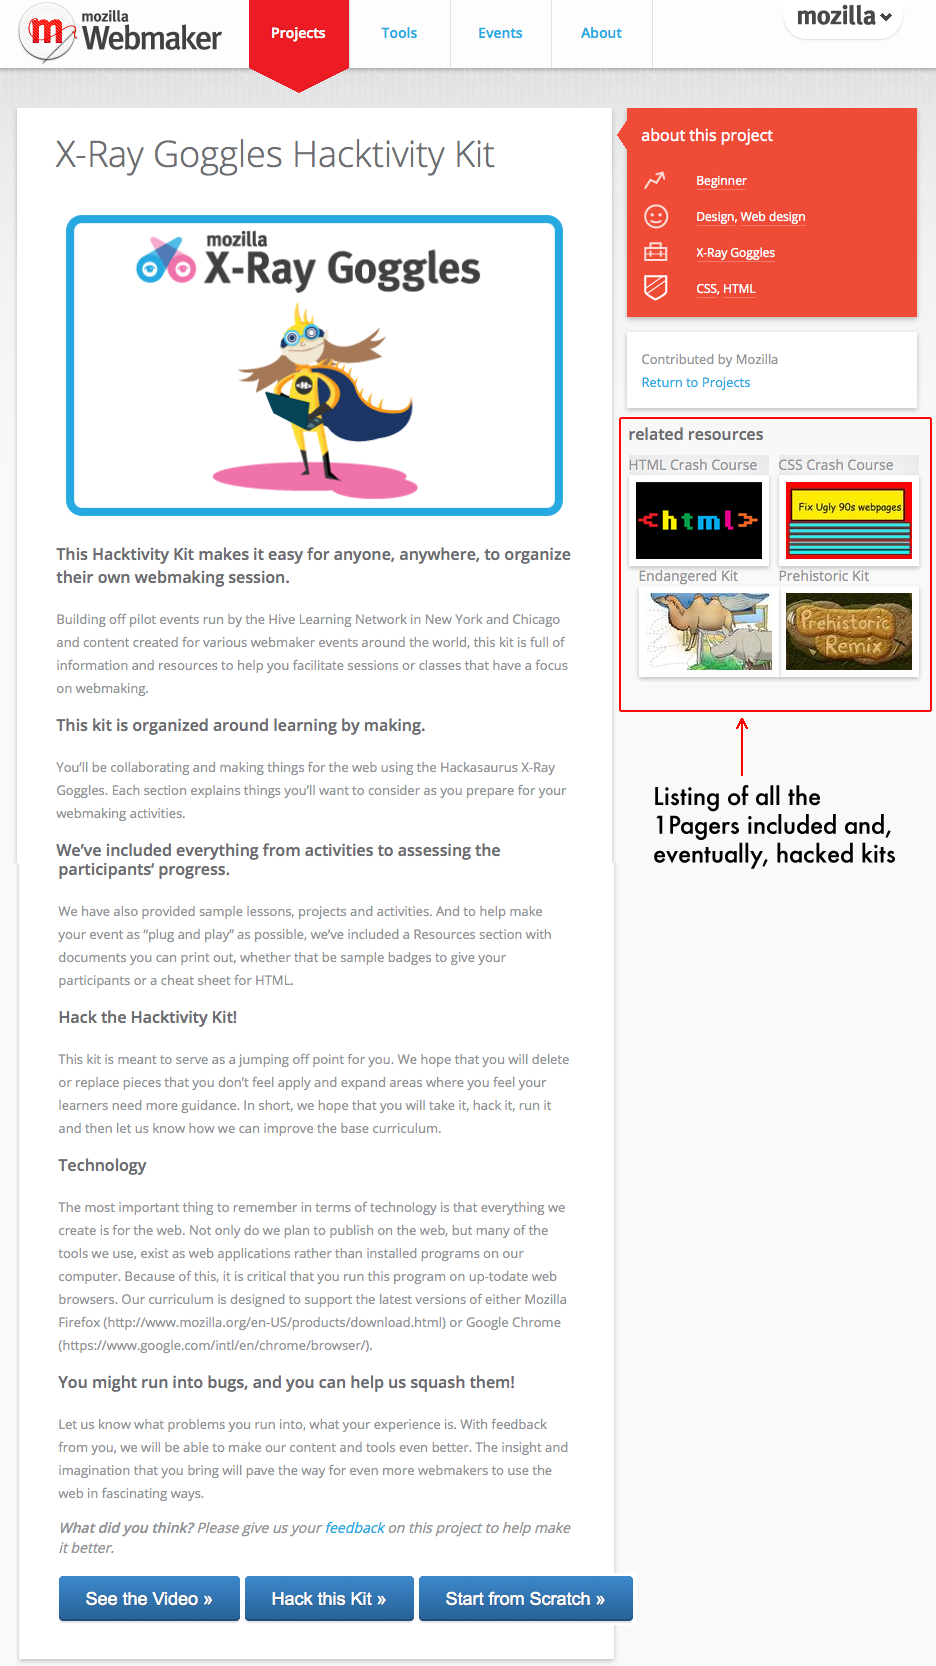 mozilla
Webmaker
Projects
Tools
Events
About
mozilla
X-Ray Goggles Hacktivity Kit
mozilla
X-Ray Goggles
This Hacktivity Kit makes it easy for anyone, anywhere, to organize
their own webmaking session.
Building off pilot events run by the Hive Learning Network in New York and Chicago
and content created for various webmaker events around the world, this kit is full of
information and resources to help you facilitate sessions or classes that have a focus
on webmaking.
This kit is organized around learning by making.
You’ll be collaborating and making things for the web using the Hackasaurus X-Ray
Goggles. Each section explains things you’ll want to consider as you prepare for your
webmaking activities.
We’ve included everything from activities to assessing the
participants’ progress.
We have also provided sample lessons, projects and activities. And to help make
your event as “plug and play” as possible, we’ve included a Resources section with
documents you can print out, whether that be sample badges to give your
participants or a cheat sheet for HTML.
Hack the Hacktivity Kit!
This kit is meant to serve as a jumping off point for you. We hope that you will delete
or replace pieces that you don’t feel apply and expand areas where you feel your
learners need more guidance. In short, we hope that you will take it, hack it, run it
and then let us know how we can improve the base curriculum.
Technology
The most important thing to remember in terms of technology is that everything we
create is for the web. Not only do we plan to publish on the web, but many of the
tools we use, exist as web applications rather than installed programs on our
computer. Because of this, it is critical that you run this program on up-todate web
browsers. Our curriculum is designed to support the latest versions of either Mozilla
Firefox (http://www.mozilla.org/en-US/products/download.html) or Google Chrome
(https://www.google.com/intl/en/chrome/browser/).
You might run into bugs, and you can help us squash them!
Let us know what problems you run into, what your experience is. With feedback
from you, we will be able to make our content and tools even better. The insight and
imagination that you bring will pave the way for even more webmakers to use the
web in fascinating ways.
What did you think? Please give us your feedback on this project to help make
it better.
See the Video »
Hack this Kit »
Start from Scratch »
about this project
Beginner
Design, Web design
X-Ray Goggles
CSS, HTML
Contributed by Mozilla
Return to Projects
related resources
HTML Crash Course
CSS Crash Course
<html>
Fix Ugly 90s webpages
Endangered Kit
Prehistoric Kit
Prehistoric
Remix
Listing of all the
1Pagers included and,
eventually, hacked kits